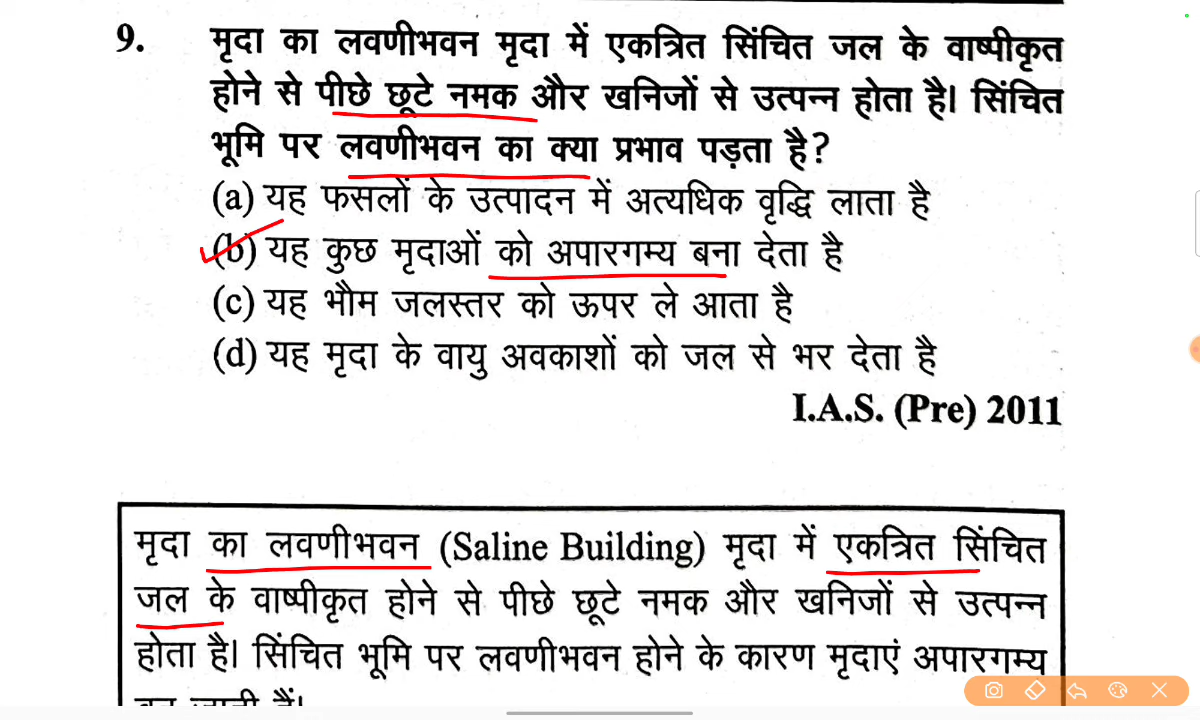 9. मृदा का लवणीभवन मृदा में एकत्रित सिंचित जल के वाष्पीकृत
होने से पीछे छूटे नमक और खनिजों से उत्पन्न होता है। सिंचित
भूमि पर लवणीभवन का क्या प्रभाव पड़ता है?
(a) यह फसलों के उत्पादन में अत्यधिक वृद्धि लाता है
(b) यह कुछ मृदाओं को अपारगम्य बना देता है
(c) यह भौम जलस्तर को ऊपर ले आता है
(d) यह मृदा के वायु अवकाशों को जल से भर देता है
I.A.S. (Pre) 2011
मृदा का लवणीभवन (Saline Building) मृदा में एकत्रित सिंचित
जल के वाष्पीकृत होने से पीछे छूटे नमक और खनिजों से उत्पन्न
होता है। सिंचित भूमि पर लवणीभवन होने के कारण मृदाएं अपारगम्य